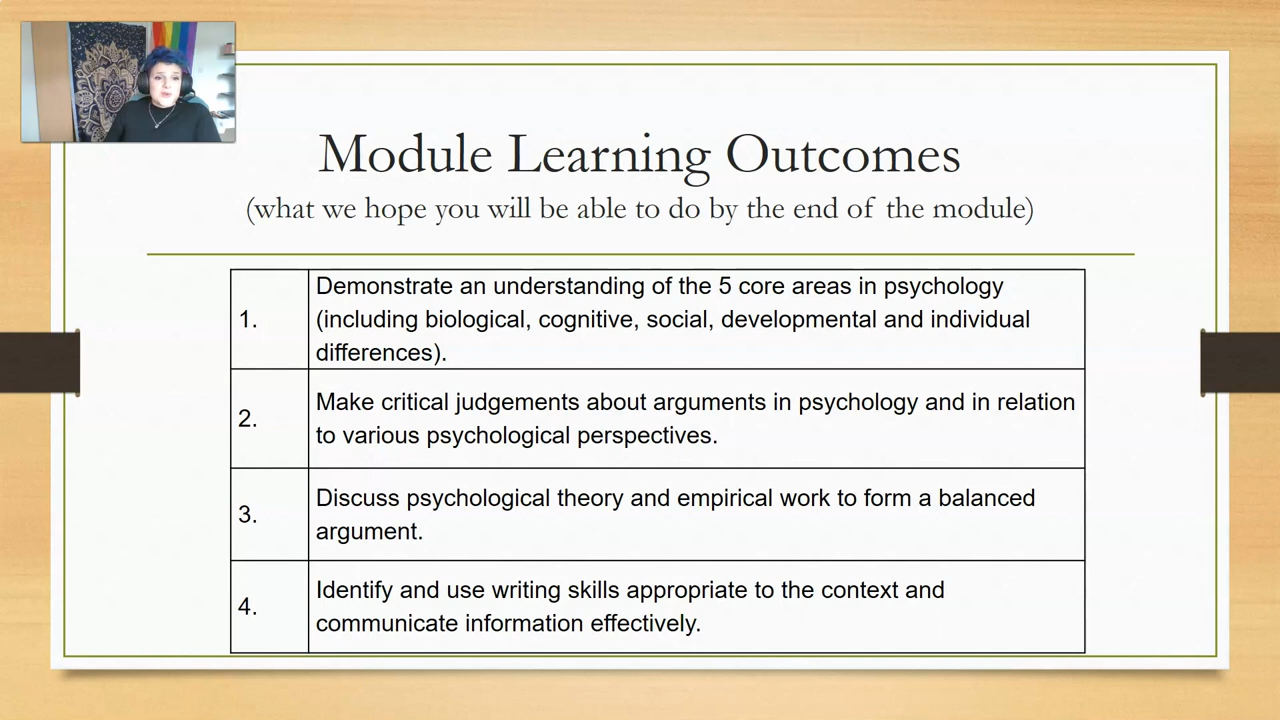 Module Learning Outcomes
(what we hope you will be able to do by the end of the module)
1.
Demonstrate an understanding of the 5 core areas in psychology
(including biological, cognitive, social, developmental and individual
differences).
2.
Make critical judgements about arguments in psychology and in relation
to various psychological perspectives.
3.
Discuss psychological theory and empirical work to form a balanced
argument.
4.
Identify and use writing skills appropriate to the context and
communicate information effectively.